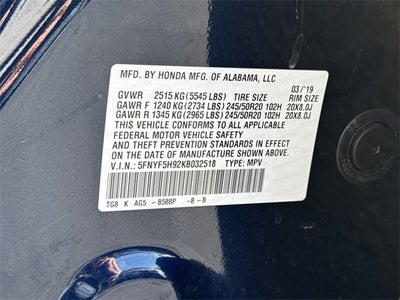 MFD. BY HONDA MFG. OF ALABAMA, LLC
03/'19
GVWR 2515 KG (5545 LBS) TIRE SIZE RIM SIZE
GAWR F 1240 KG (2734 LBS) 245/50R20 102H 20X8.0J
GAWR R 1345 KG (2965 LBS) 245/50R20 102H 20X8.0J
THIS VEHICLE CONFORMS TO ALL APPLICABLE
FEDERAL MOTOR VEHICLE SAFETY
AND THEFT PREVENTION STANDARDS IN EFFECT ON
THE DATE OF MANUFACTURE SHOWN ABOVE.
V.I.N: 5FNYF5H92KB032518 TYPE: MPV
TG8 K AG5 -B588P -B-B